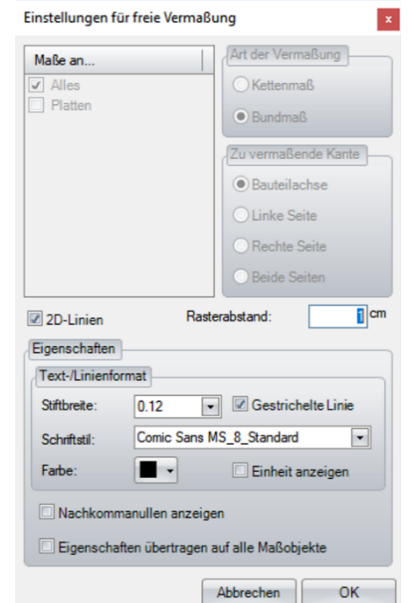 Einstellungen für freie Vermaßung
x
Maße an...
Alles
Platten
Art der Vermaßung
Kettenmaß
Bundmaß
Zu vermaßende Kante
Bauteilachse
Linke Seite
Rechte Seite
Beide Seiten
2D-Linien Rasterabstand: 1 cm
Eigenschaften
Text-/Linienformat
Stiftbreite: 0.12 Gestrichelte Linie
Schriftstil: Comic Sans MS_8_Standard
Farbe: Einheit anzeigen
Nachkommanullen anzeigen
Eigenschaften übertragen auf alle Maßobjekte
Abbrechen OK